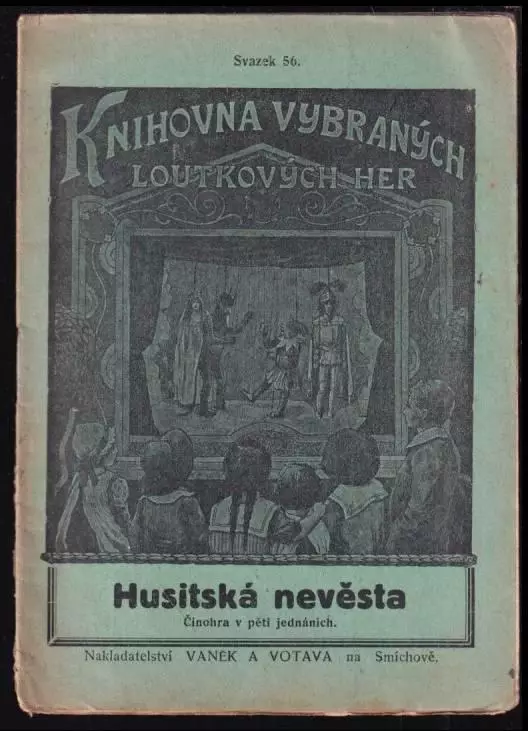 Svazek 56.
KNIHOVNA VYBRANÝCH
LOUTKOVÝCH HER
Husitská nevěsta
Činohra v pěti jednáních.
Nakladatelství VANĚK A VOTAVA na Smíchově.